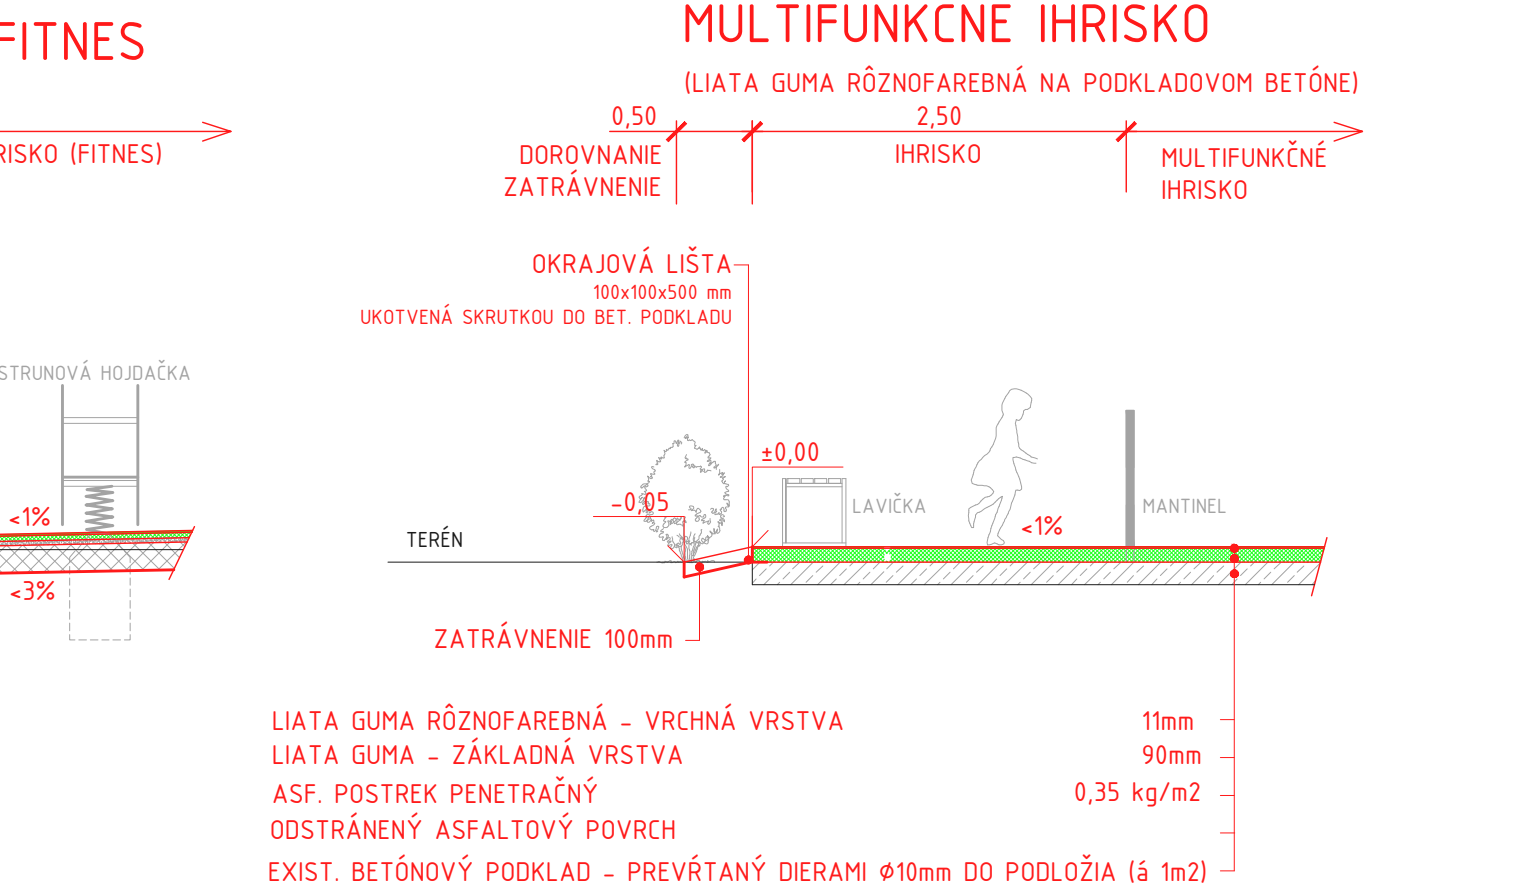 FITNES
RISKO (FITNES)
STRUNOVÁ HOJDAČKA
<1%
<3%
MULTIFUNKČNÉ IHRISKO
(LIATA GUMA RÔZNOFAREBNÁ NA PODKLADOVOM BETÓNE)
0,50
2,50
DOROVNANIE
ZATRÁVNENIE
IHRISKO
MULTIFUNKČNÉ
IHRISKO
OKRAJOVÁ LIŠTA
100x100x500 mm
UKOTVENÁ SKRUTKOU DO BET. PODKLADU
±0,00
-0,05
LAVIČKA
MANTINEL
<1%
TERÉN
ZATRÁVNENIE 100mm
LIATA GUMA RÔZNOFAREBNÁ - VRCHNÁ VRSTVA 11mm
LIATA GUMA - ZÁKLADNÁ VRSTVA 90mm
ASF. POSTREK PENETRAČNÝ 0,35 kg/m2
ODSTRÁNENÝ ASFALTOVÝ POVRCH
EXIST. BETÓNOVÝ PODKLAD - PREVŔTANÝ DIERAMI ø10mm DO PODLOŽIA (á 1m2)